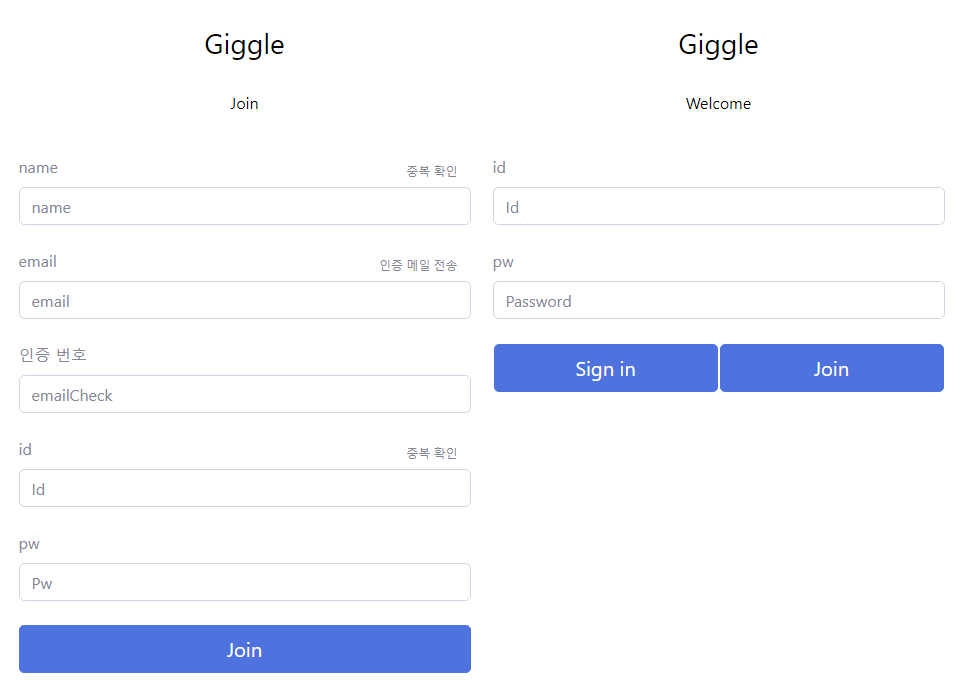 Giggle
Join
name 중복 확인
name
email 인증 메일 전송
email
인증 번호
emailCheck
id 중복 확인
Id
pw
Pw
Join
Giggle
Welcome
id
Id
pw
Password
Sign in Join